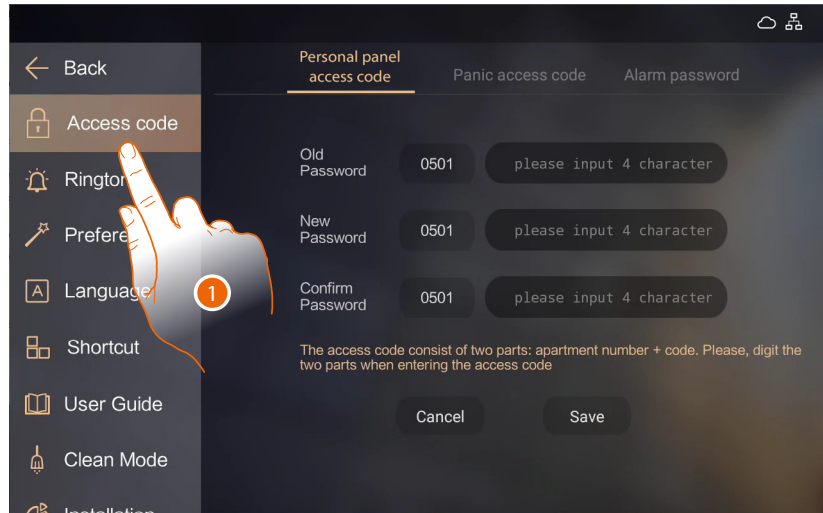 Back
Access code
Rington
Prefere
Language
Shortcut
User Guide
Clean Mode
Installation
1
Personal panel
access code
Panic access code
Alarm password
Old
Password
0501
please input 4 character
New
Password
0501
please input 4 character
Confirm
Password
0501
please input 4 character
The access code consist of two parts: apartment number + code. Please, digit the
two parts when entering the access code
Cancel
Save
A